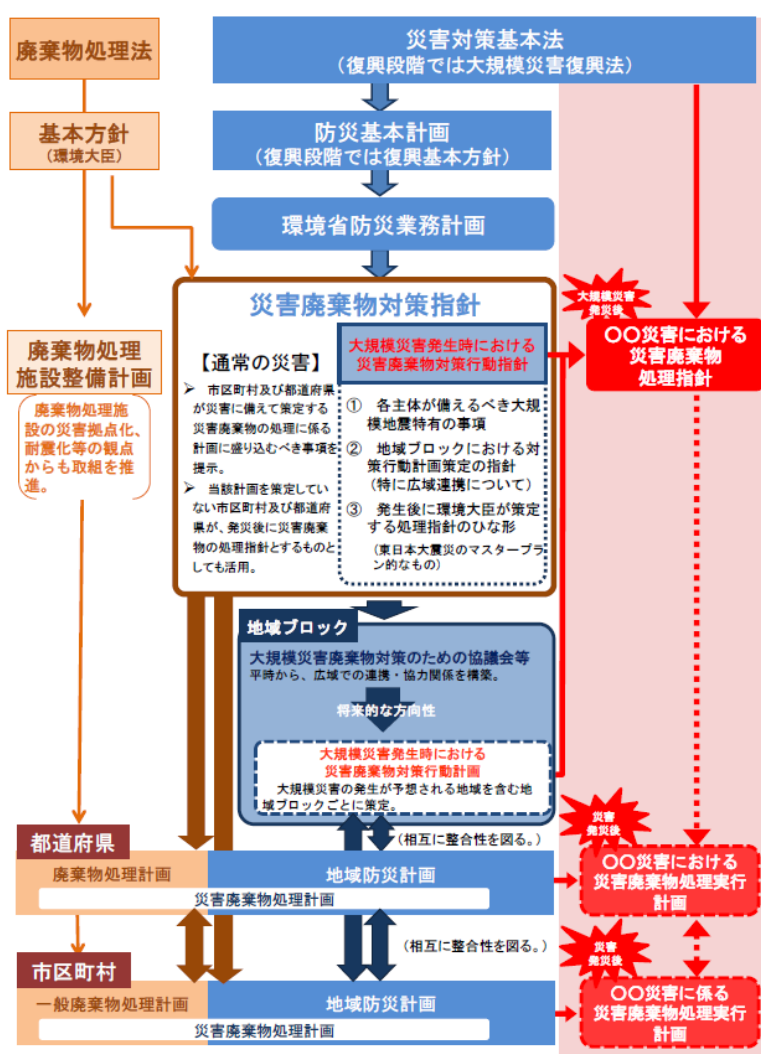 廃棄物処理法
災害対策基本法
(復興段階では大規模災害復興法)
基本方針
(環境大臣)
防災基本計画
(復興段階では復興基本方針)
環境省防災業務計画
災害廃棄物対策指針
大規模災害
発生後
〇〇災害における
災害廃棄物
処理指針
廃棄物処理
施設整備計画
廃棄物処理施
設の災害拠点化、
耐震化等の観点
からも取組を推
進。
【通常の災害】
➢ 市区町村及び都道府県
が災害に備えて策定する
災害廃棄物の処理に係る
計画に盛り込むべき事項を
提示。
➢ 当該計画を策定してい
ない市区町村及び都道府
県が、発災後に災害廃棄
物の処理指針とするものと
しても活用。
大規模災害発生時における
災害廃棄物対策行動指針
① 各主体が備えるべき大規
模地震特有の事項
② 地域ブロックにおける対
策行動計画策定の指針
(特に広域連携について)
③ 発生後に環境大臣が策定
する処理指針のひな形
(東日本大震災のマスタープラ
ン的なもの)
地域ブロック
大規模災害廃棄物対策のための協議会等
平時から、広域での連携・協力関係を構築。
将来的な方向性
大規模災害発生時における
災害廃棄物対策行動計画
大規模災害の発生が予想される地域を含む地
域ブロックごとに策定。
(相互に整合性を図る。)
都道府県
廃棄物処理計画
地域防災計画
災害廃棄物処理計画
災害
発災後
〇〇災害における
災害廃棄物処理実行
計画
(相互に整合性を図る。)
市区町村
一般廃棄物処理計画
地域防災計画
災害廃棄物処理計画
災害
発災後
〇〇災害に係る
災害廃棄物処理実行
計画